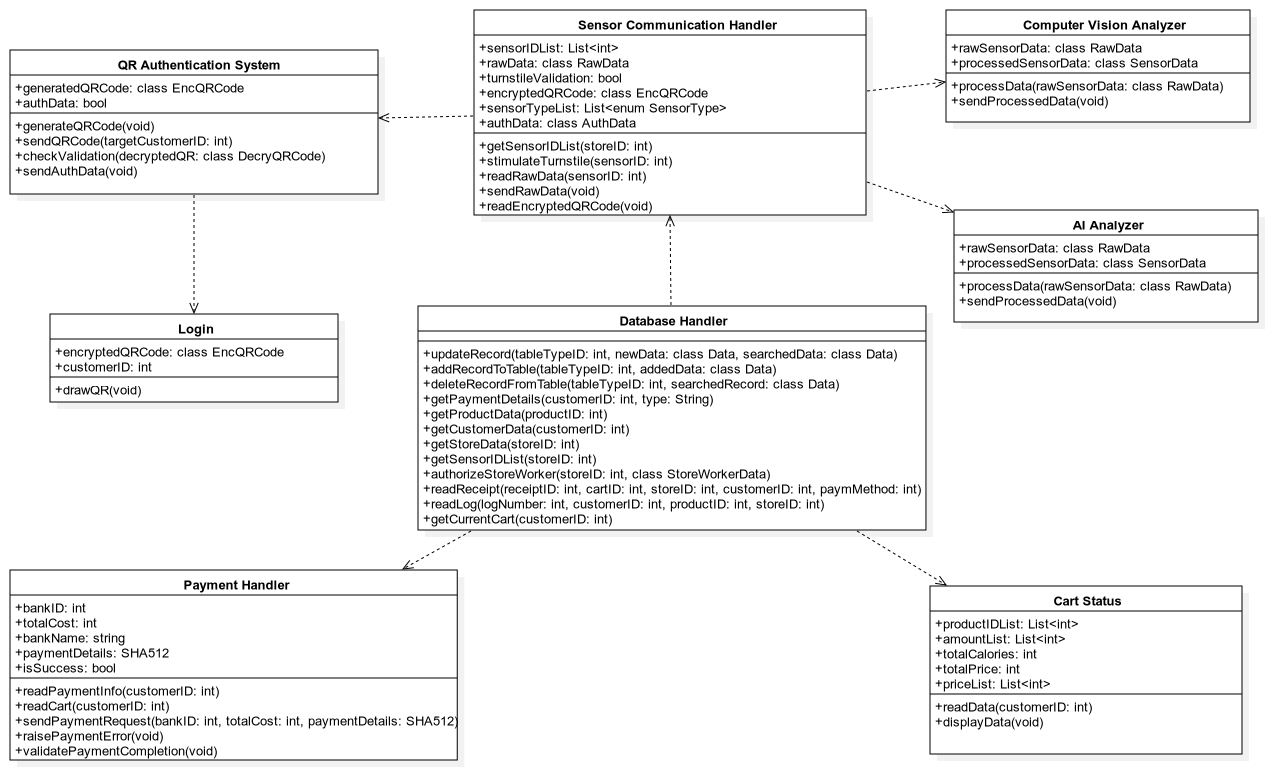 Sensor Communication Handler
+sensorIDList: List<int>
+rawData: class RawData
+turnstileValidation: bool
+encryptedQRCode: class EncQRCode
+sensorTypeList: List<enum SensorType>
+authData: class AuthData
+getSensorIDList(storeID: int)
+stimulateTurnstile(sensorID: int)
+readRawData(sensorID: int)
+sendRawData(void)
+readEncryptedQRCode(void)
Computer Vision Analyzer
+rawSensorData: class RawData
+processedSensorData: class SensorData
+processData(rawSensorData: class RawData)
+sendProcessedData(void)
QR Authentication System
+generatedQRCode: class EncQRCode
+authData: bool
+generateQRCode(void)
+sendQRCode(targetCustomerID: int)
+checkValidation(decryptedQR: class DecryQRCode)
+sendAuthData(void)
AI Analyzer
+rawSensorData: class RawData
+processedSensorData: class SensorData
+processData(rawSensorData: class RawData)
+sendProcessedData(void)
Login
+encryptedQRCode: class EncQRCode
+customerID: int
+drawQR(void)
Database Handler
+updateRecord(tableTypeID: int, newData: class Data, searchedData: class Data)
+addRecordToTable(tableTypeID: int, addedData: class Data)
+deleteRecordFromTable(tableTypeID: int, searchedRecord: class Data)
+getPaymentDetails(customerID: int, type: String)
+getProductData(productID: int)
+getCustomerData(customerID: int)
+getStoreData(storeID: int)
+getSensorIDList(storeID: int)
+authorizeStoreWorker(storeID: int, class StoreWorkerData)
+readReceipt(receiptID: int, cartID: int, storeID: int, customerID: int, paymMethod: int)
+readLog(logNumber: int, customerID: int, productID: int, storeID: int)
+getCurrentCart(customerID: int)
Payment Handler
+bankID: int
+totalCost: int
+bankName: string
+paymentDetails: SHA512
+isSuccess: bool
+readPaymentInfo(customerID: int)
+readCart(customerID: int)
+sendPaymentRequest(bankID: int, totalCost: int, paymentDetails: SHA512)
+raisePaymentError(void)
+validatePaymentCompletion(void)
Cart Status
+productIDList: List<int>
+amountList: List<int>
+totalCalories: int
+totalPrice: int
+priceList: List<int>
+readData(customerID: int)
+displayData(void)